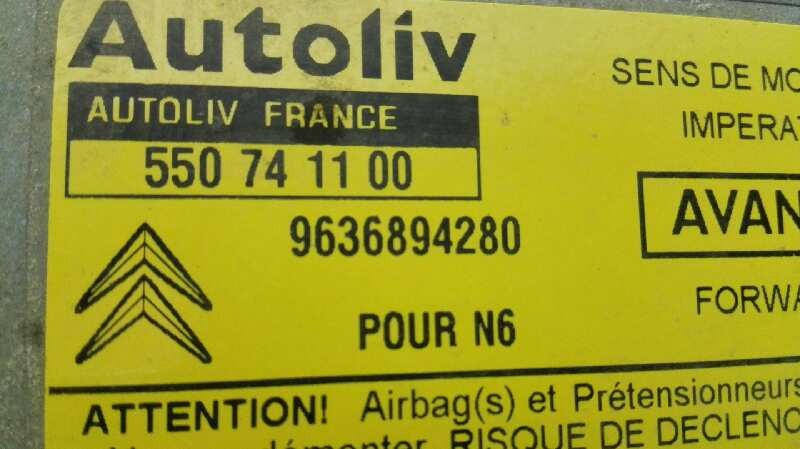 Autoliv
AUTOLIV FRANCE
550 74 11 00
9636894280
POUR N6
SENS DE
IMPERAT
AVAN
FORWA
ATTENTION! Airbag(s) et Prétensionneurs
RISQUE DE DECLENC